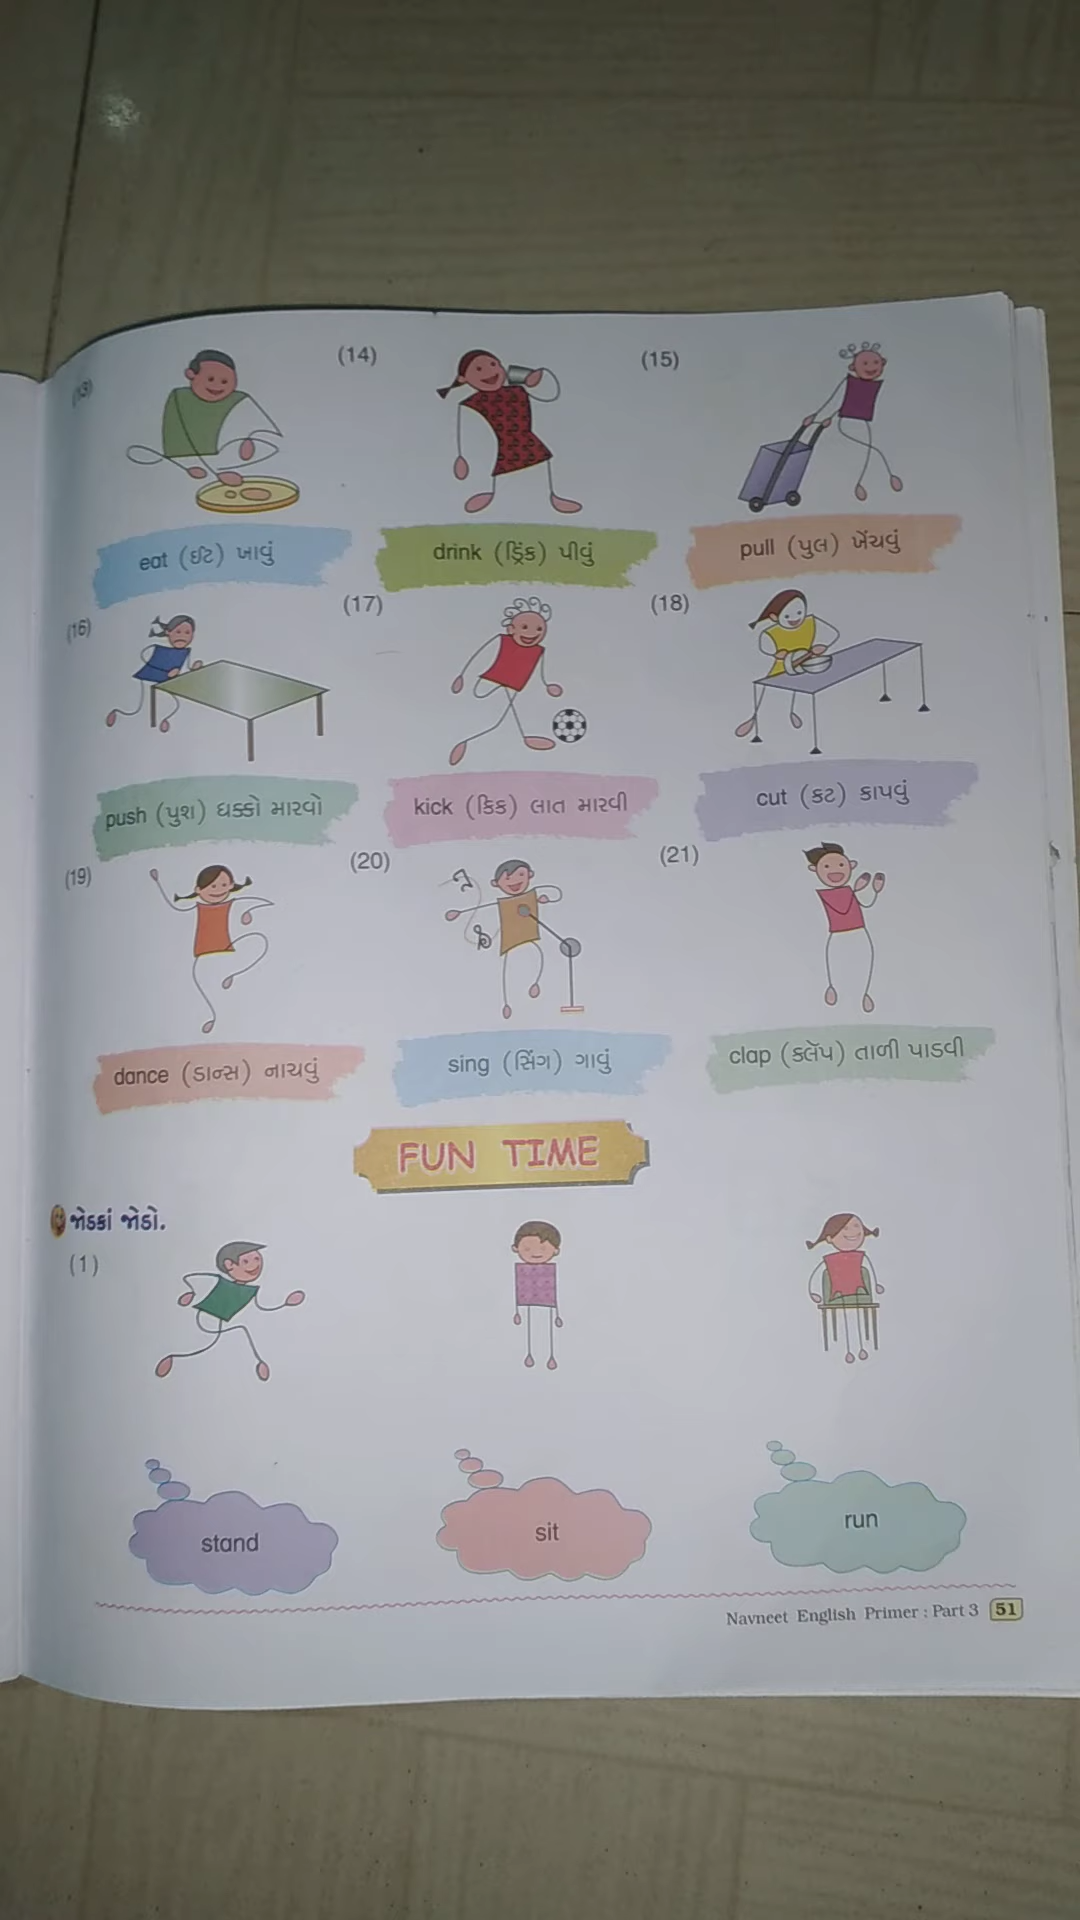 (13)
(14)
(15)
eat (ઈટ) ખાવું
drink (ડ્રિંક) પીવું
pull (પુલ) ખેંચવું
(16)
(17)
(18)
push (પુશ) ધક્કો મારવો
kick (કિક) લાત મારવી
cut (કટ) કાપવું
(19)
(20)
(21)
dance (ડાન્સ) નાચવું
sing (સિંગ) ગાવું
clap (ક્લૅપ) તાળી પાડવી
FUN TIME
જોડકાં જોડો.
(1)
stand
sit
run
Navneet English Primer : Part 3 51